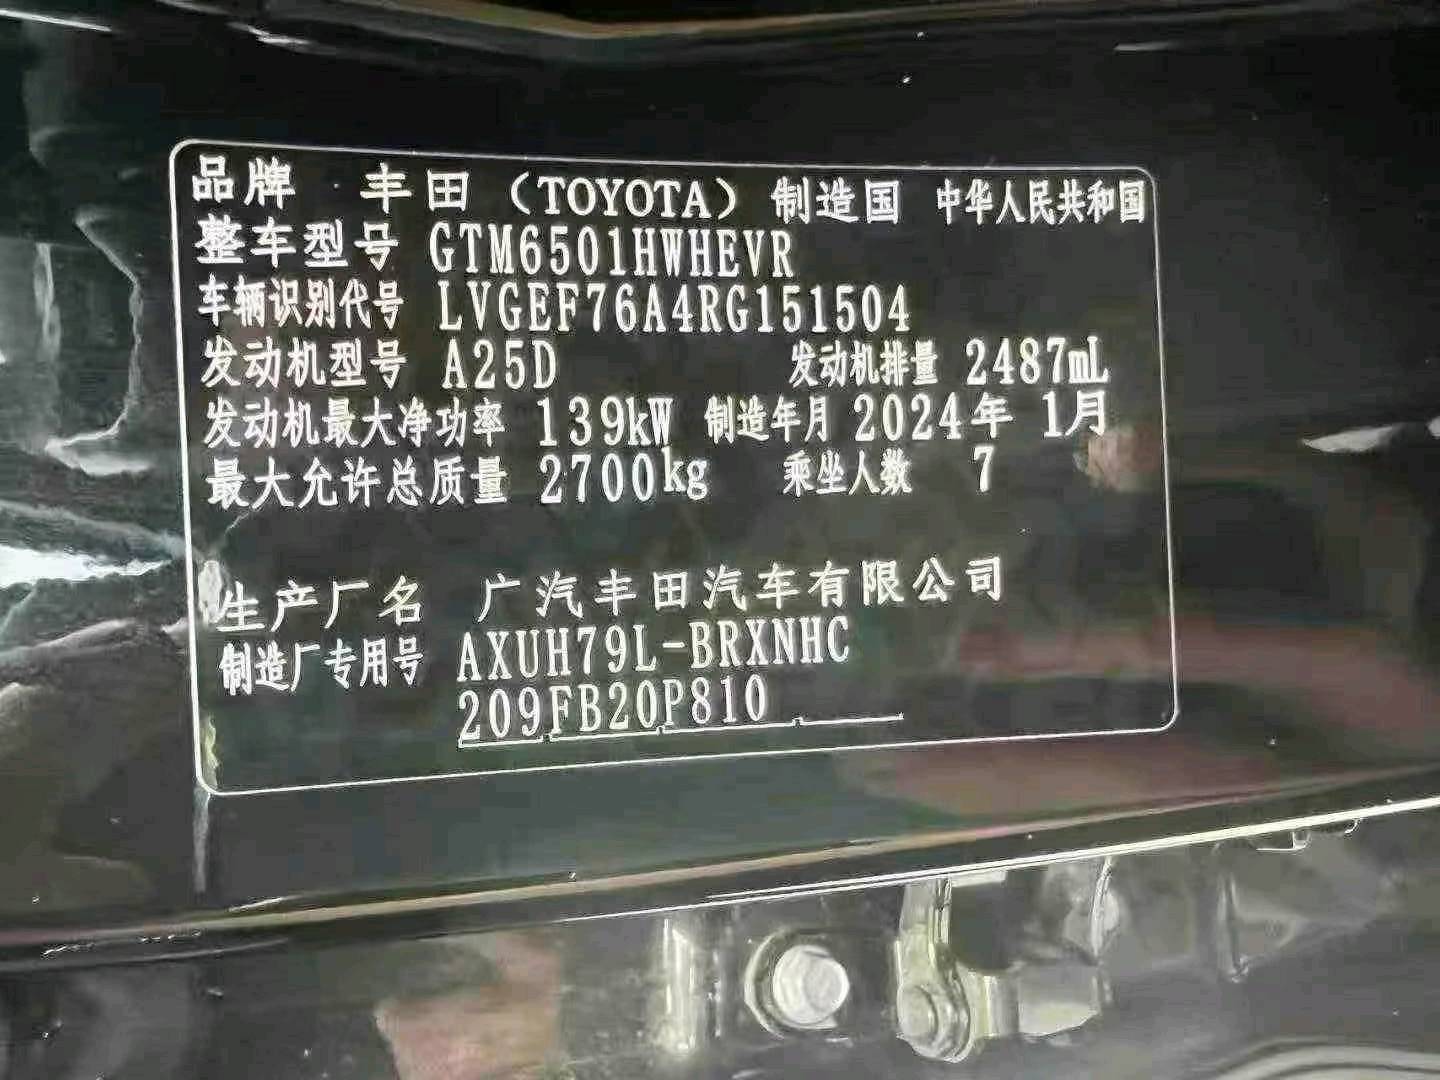 品牌 丰田（TOYOTA）制造国 中华人民共和国
整车型号 GTM6501HWHEVR
车辆识别代号 LVGEF76A4RG151504
发动机型号 A25D 发动机排量 2487mL
发动机最大净功率 139kW 制造年月 2024年 1月
最大允许总质量 2700kg 乘坐人数 7
生产厂名 广汽丰田汽车有限公司
制造厂专用号 AXUH79L-BRXNHC
209FB20P810